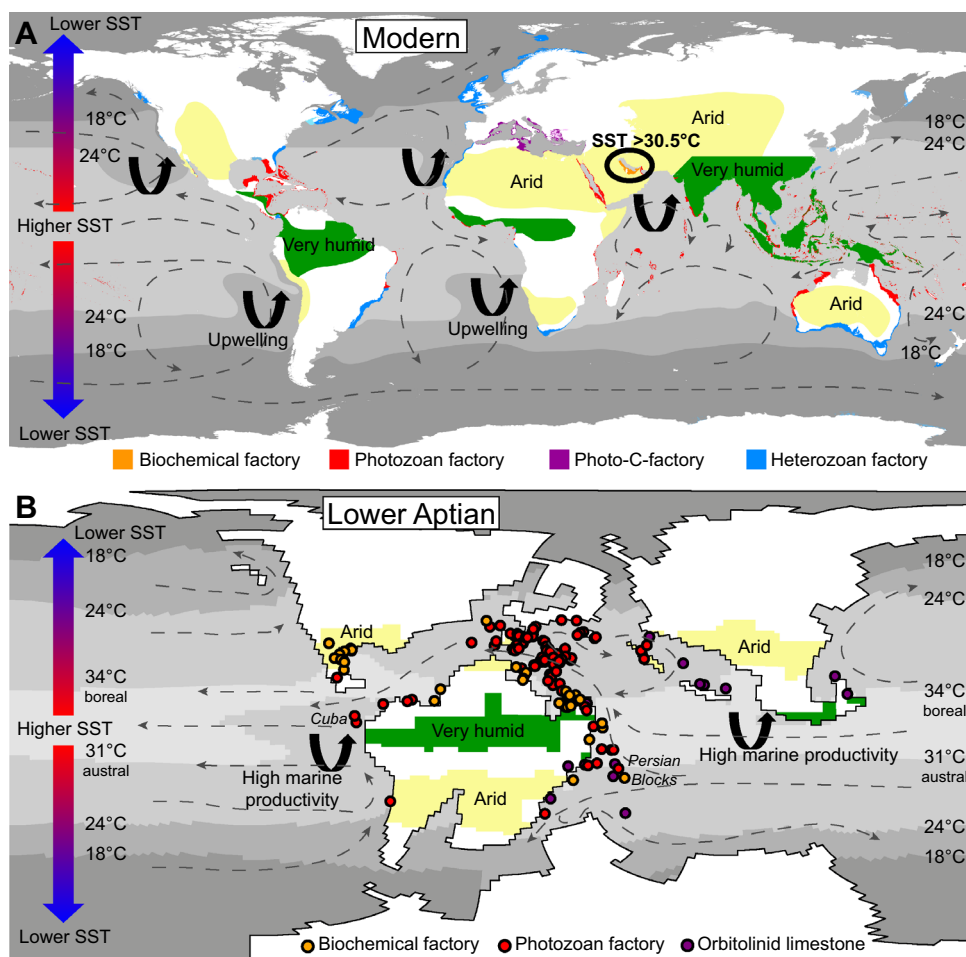 A
Lower SST
Modern
18°C
24°C
Higher SST
24°C
18°C
Lower SST
Arid
SST >30.5°C
Arid
Very humid
Very humid
Arid
Upwelling
Upwelling
18°C
24°C
24°C
18°C
Biochemical factory
Photozoan factory
Photo-C-factory
Heterozoan factory
B
Lower Aptian
Lower SST
18°C
24°C
34°C
boreal
Higher SST
31°C
austral
24°C
18°C
Lower SST
Arid
Cuba
Very humid
High marine
productivity
Arid
Persian
Blocks
Arid
High marine productivity
18°C
24°C
34°C
boreal
31°C
austral
24°C
18°C
Biochemical factory
Photozoan factory
Orbitolinid limestone